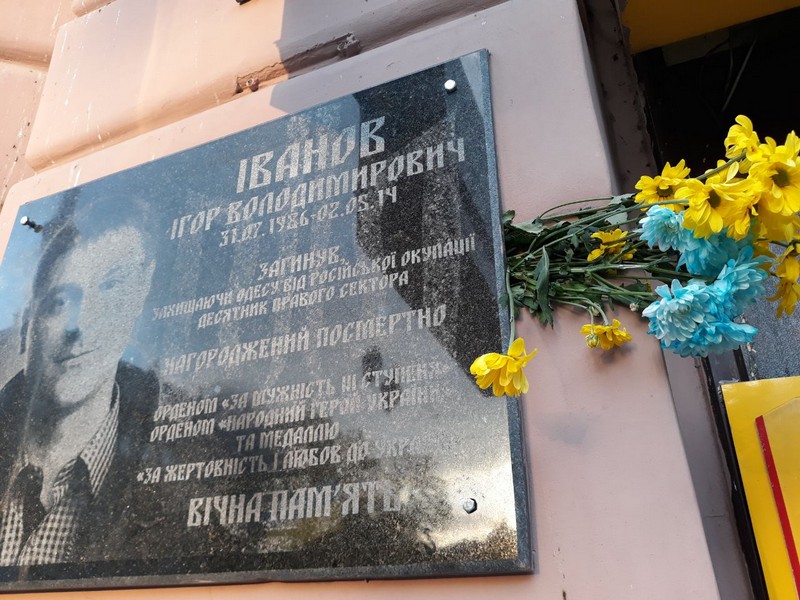 ІВАНОВ
ІГОР ВОЛОДИМИРОВИЧ
31.07.1986-02.05.14
ЗАГИНУВ,
ЗАХИЩАЮЧИ ОДЕСУ ВІД РОСІЙСЬКОЇ ОКУПАЦІЇ
ДЕСЯТНИК ПРАВОГО СЕКТОРА
НАГОРОДЖЕНИЙ ПОСМЕРТНО
ОРДЕНОМ «ЗА МУЖНІСТЬ ІІІ СТУПЕНЯ»
ОРДЕНОМ «НАРОДНИЙ ГЕРОЙ УКРАЇНИ»
ТА МЕДАЛЛЮ
«ЗА ЖЕРТОВНІСТЬ І ЛЮБОВ ДО УКРАЇНИ»
ВІЧНА ПАМ'ЯТЬ